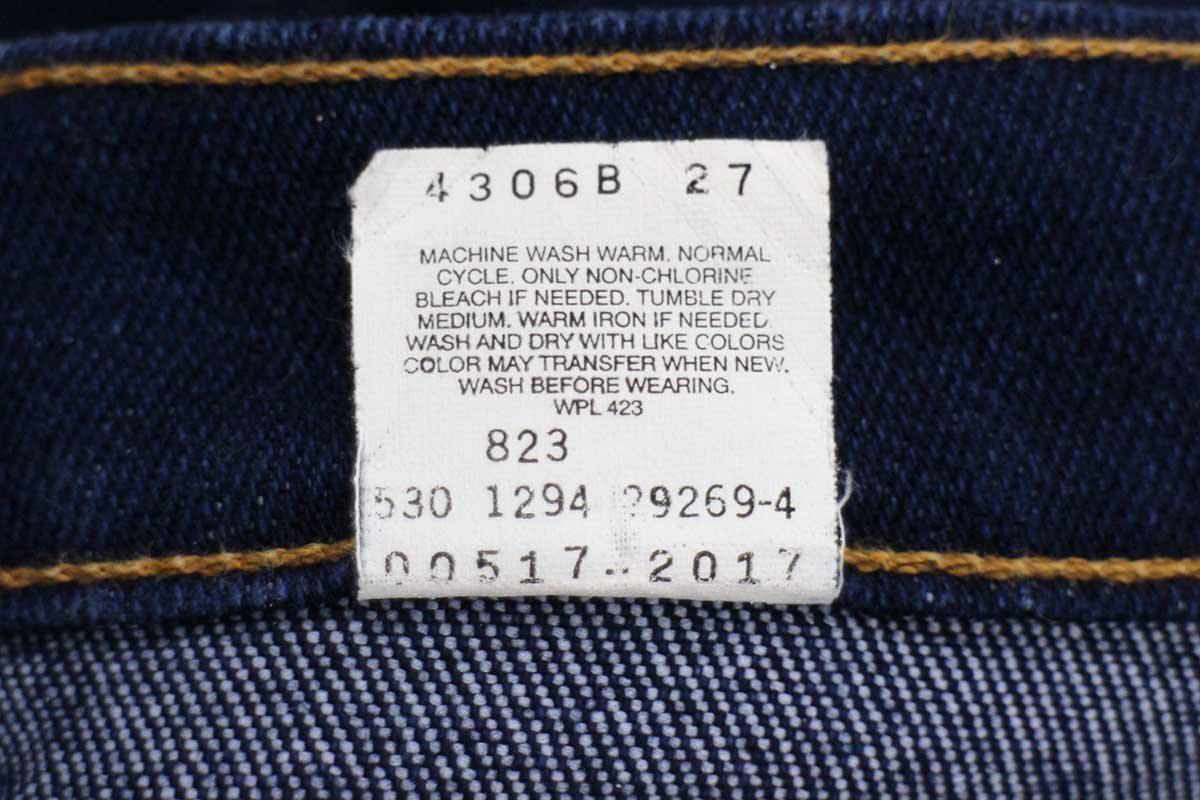 4306B 27
MACHINE WASH WARM. NORMAL
CYCLE. ONLY NON-CHLORINE
BLEACH IF NEEDED. TUMBLE DRY
MEDIUM. WARM IRON IF NEEDED.
WASH AND DRY WITH LIKE COLORS
COLOR MAY TRANSFER WHEN NEW.
WASH BEFORE WEARING.
WPL 423
823
530 1294 29269-4
00517-2017